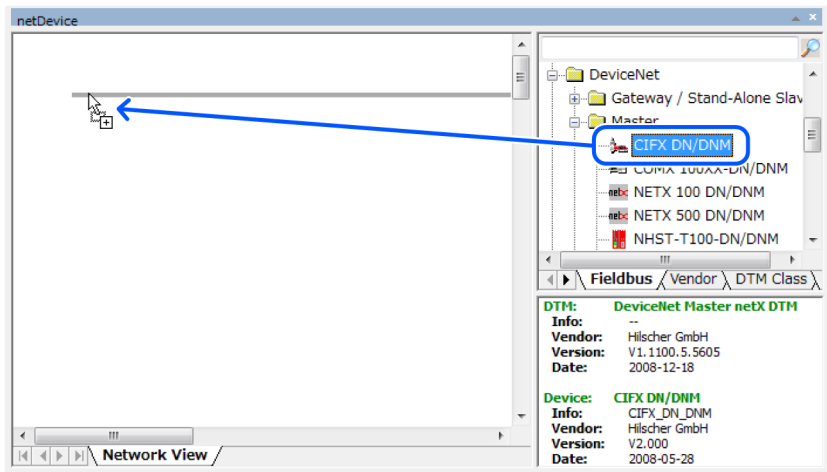 netDevice
DeviceNet
Gateway / Stand-Alone Slav
Master
CIFX DN/DNM
COMX 100XX-DN/DNM
NETX 100 DN/DNM
NETX 500 DN/DNM
NHST-T100-DN/DNM
Fieldbus Vendor DTM Class
DTM: DeviceNet Master netX DTM
Info: --
Vendor: Hilscher GmbH
Version: V1.1100.5.5605
Date: 2008-12-18
Device: CIFX DN/DNM
Info: CIFX_DN_DNM
Vendor: Hilscher GmbH
Version: V2.000
Date: 2008-05-28
Network View